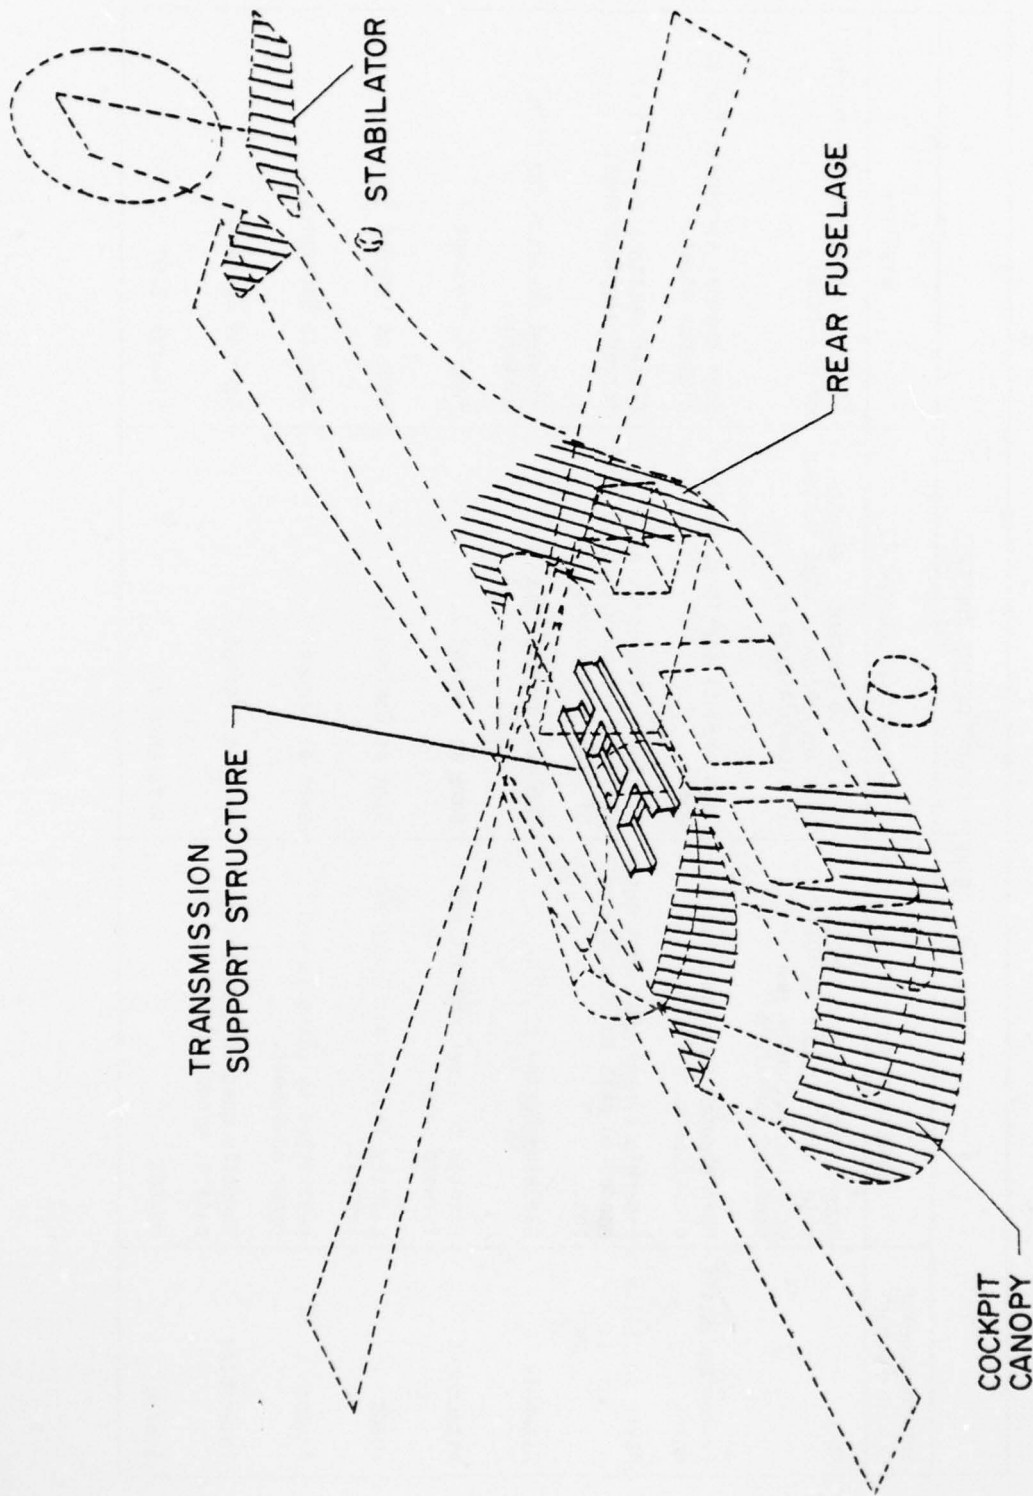 TRANSMISSION
SUPPORT STRUCTURE
STABILATOR
REAR FUSELAGE
COCKPIT
CANOPY